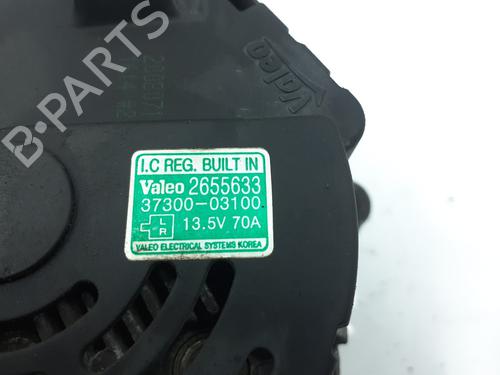 B-PARTS
Valeo
I.C REG. BUILT IN
Valeo 2655633
37300-03100
L
R
13.5V 70A
VALEO ELECTRICAL SYSTEMS KOREA